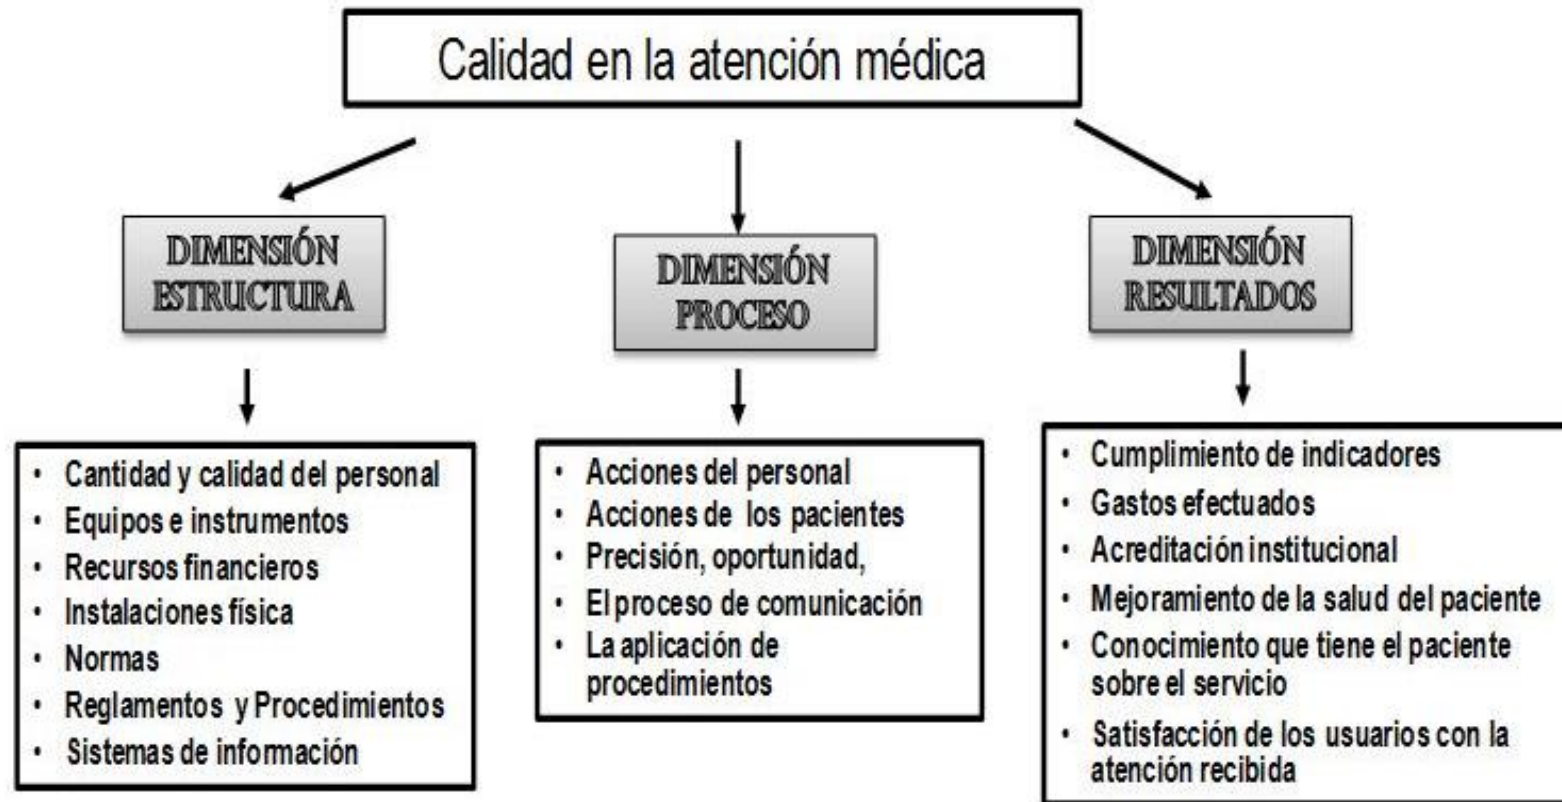 Calidad en la atención médica
DIMENSIÓN
ESTRUCTURA
• Cantidad y calidad del personal
• Equipos e instrumentos
• Recursos financieros
• Instalaciones física
• Normas
• Reglamentos y Procedimientos
• Sistemas de información
DIMENSIÓN
PROCESO
• Acciones del personal
• Acciones de los pacientes
• Precisión, oportunidad,
• El proceso de comunicación
• La aplicación de
procedimientos
DIMENSIÓN
RESULTADOS
• Cumplimiento de indicadores
• Gastos efectuados
• Acreditación institucional
• Mejoramiento de la salud del paciente
• Conocimiento que tiene el paciente
sobre el servicio
• Satisfacción de los usuarios con la
atención recibida